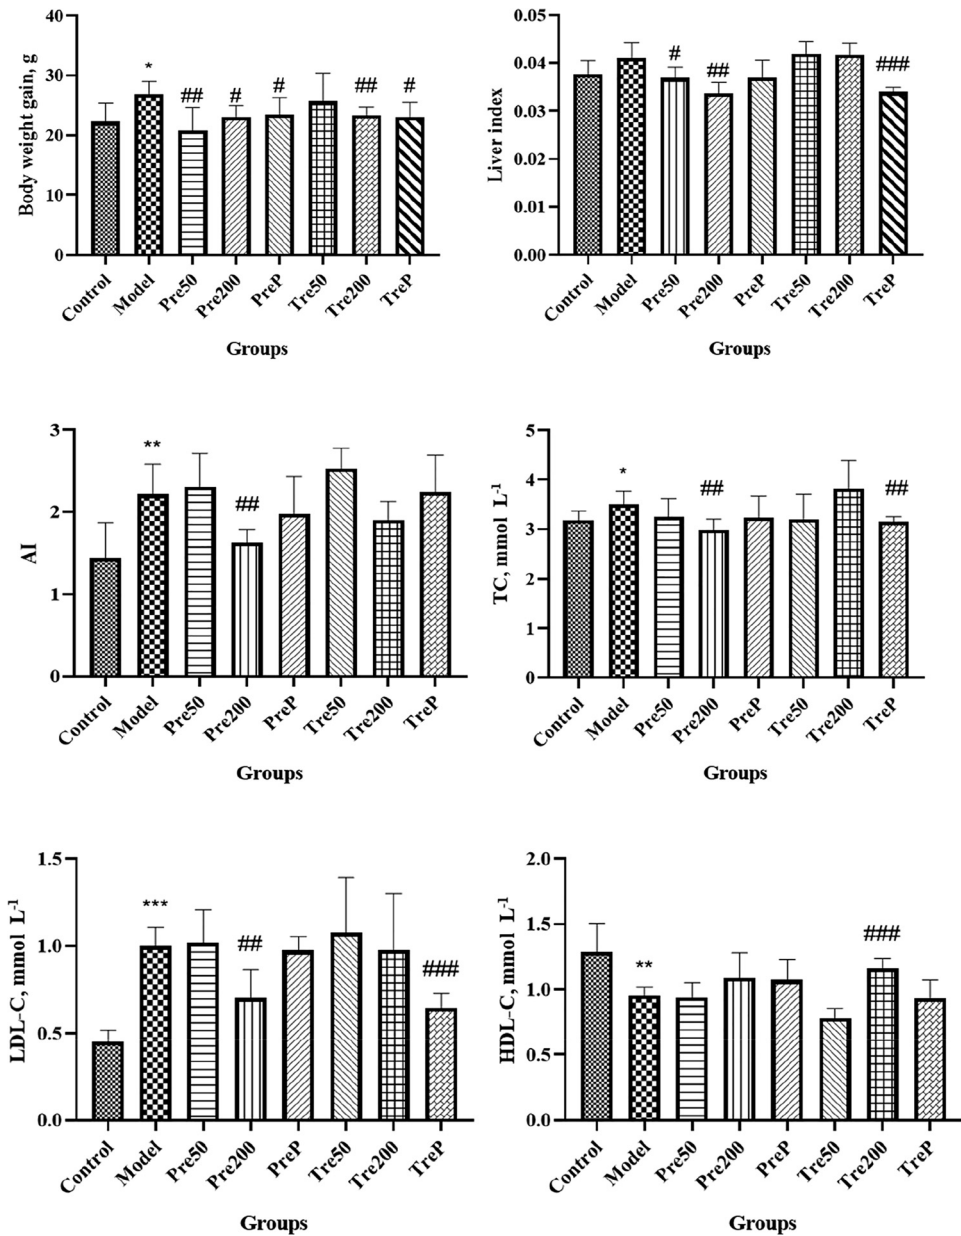 Body weight gain, g
40
30
20
10
0
*
##
#
#
##
#
Control
Model
Pre50
Pre200
PreP
Tre50
Tre200
TreP
Groups
Liver index
0.05
0.04
0.03
0.02
0.01
0.00
#
##
###
Control
Model
Pre50
Pre200
PreP
Tre50
Tre200
TreP
Groups
AI
3
2
1
0
**
##
Control
Model
Pre50
Pre200
PreP
Tre50
Tre200
TreP
Groups
TC, mmol L-1
5
4
3
2
1
0
*
##
##
Control
Model
Pre50
Pre200
PreP
Tre50
Tre200
TreP
Groups
LDL-C, mmol L-1
1.5
1.0
0.5
0.0
***
##
###
Control
Model
Pre50
Pre200
PreP
Tre50
Tre200
TreP
Groups
HDL-C, mmol L-1
2.0
1.5
1.0
0.5
0.0
**
###
Control
Model
Pre50
Pre200
PreP
Tre50
Tre200
TreP
Groups